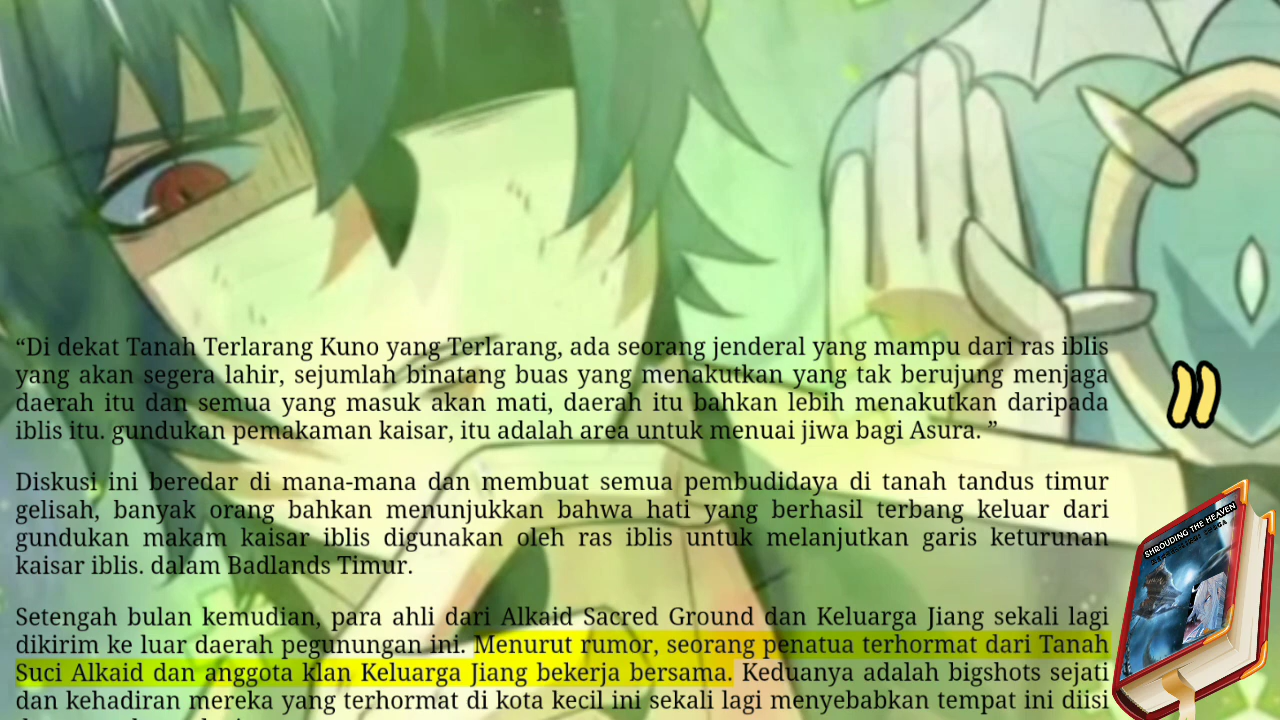 “Di dekat Tanah Terlarang Kuno yang Terlarang, ada seorang jenderal yang mampu dari ras iblis
yang akan segera lahir, sejumlah binatang buas yang menakutkan yang tak berujung menjaga
daerah itu dan semua yang masuk akan mati, daerah itu bahkan lebih menakutkan daripada
iblis itu. gundukan pemakaman kaisar, itu adalah area untuk menuai jiwa bagi Asura. ”
Diskusi ini beredar di mana-mana dan membuat semua pembudidaya di tanah tandus timur
gelisah, banyak orang bahkan menunjukkan bahwa hati yang berhasil terbang keluar dari
gundukan makam kaisar iblis digunakan oleh ras iblis untuk melanjutkan garis keturunan
kaisar iblis. dalam Badlands Timur.
Setengah bulan kemudian, para ahli dari Alkaid Sacred Ground dan Keluarga Jiang sekali lagi
dikirim ke luar daerah pegunungan ini. Menurut rumor, seorang penatua terhormat dari Tanah
Suci Alkaid dan anggota klan Keluarga Jiang bekerja bersama. Keduanya adalah bigshots sejati
dan kehadiran mereka yang terhormat di kota kecil ini sekali lagi menyebabkan tempat ini diisi
SHROUDING THE HEAVEN